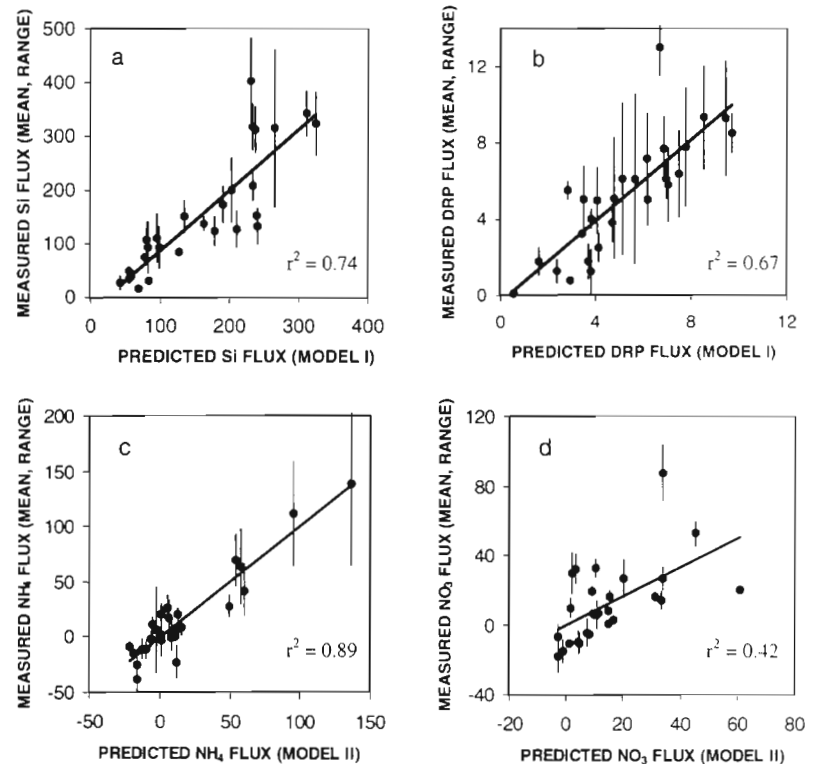 a
MEASURED Si FLUX (MEAN, RANGE)
500
400
300
200
100
0
r² = 0.74
0 100 200 300 400
PREDICTED Si FLUX (MODEL I)
b
MEASURED DRP FLUX (MEAN, RANGE)
12
8
4
0
r² = 0.67
0 4 8 12
PREDICTED DRP FLUX (MODEL I)
c
MEASURED NH₄ FLUX (MEAN, RANGE)
200
150
100
50
0
-50
r² = 0.89
-50 0 50 100 150
PREDICTED NH₄ FLUX (MODEL II)
d
MEASURED NO₃ FLUX (MEAN, RANGE)
120
80
40
0
-40
r² = 0.42
-20 0 20 40 60 80
PREDICTED NO₃ FLUX (MODEL II)